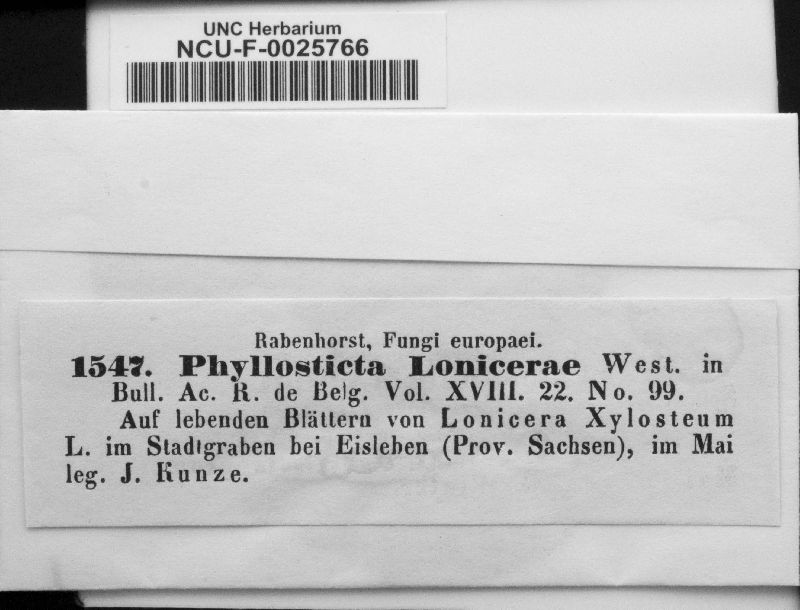 UNC Herbarium
NCU-F-0025766
Rabenhorst, Fungi europaei.
1547. Phyllosticta Lonicerae West. in
Bull. Ac. R. de Belg. Vol. XVIII. 22. No. 99.
Auf lebenden Blättern von Lonicera Xylosteum
L. im Stadtgraben bei Eisleben (Prov. Sachsen), im Mai
leg. J. Kunze.